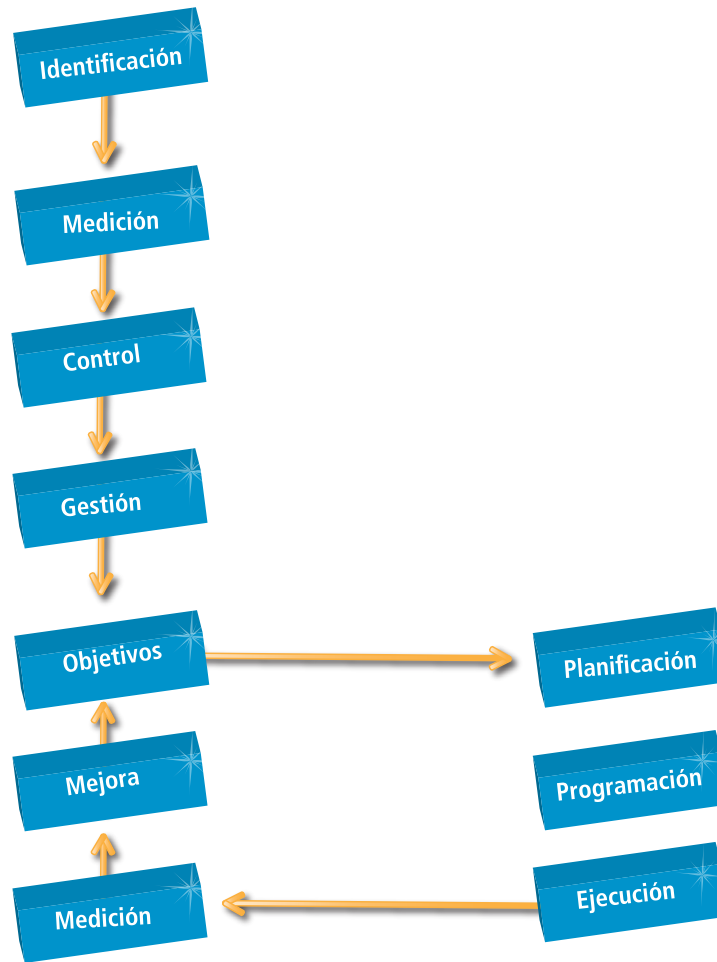 Identificación
Medición
Control
Gestión
Objetivos
Planificación
Mejora
Programación
Medición
Ejecución